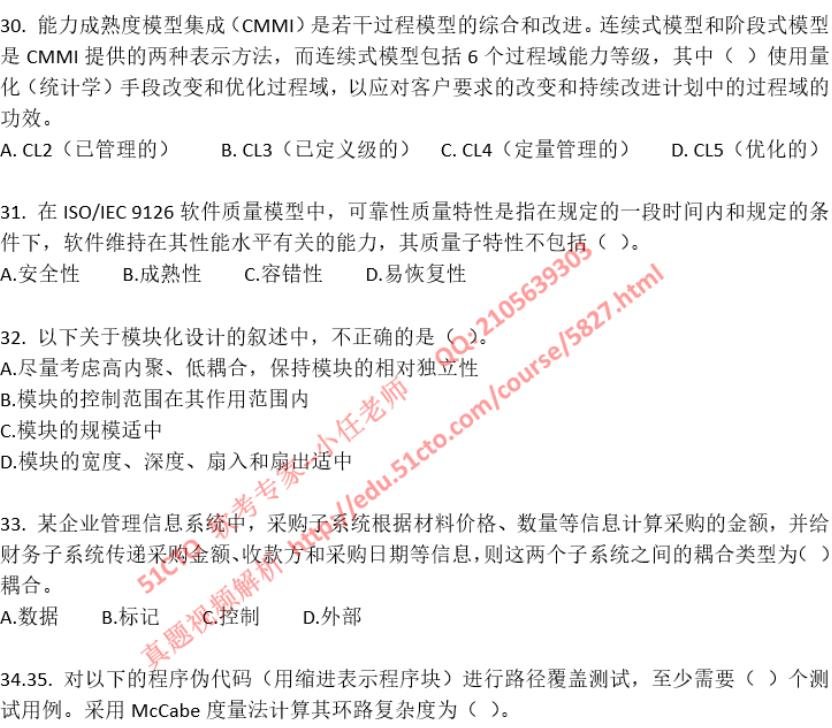 30. 能力成熟度模型集成（CMMI）是若干过程模型的综合和改进。连续式模型和阶段式模型
是 CMMI 提供的两种表示方法，而连续式模型包括 6 个过程域能力等级，其中（ ）使用量
化（统计学）手段改变和优化过程域，以应对客户要求的改变和持续改进计划中的过程域的
功效。
A. CL2（已管理的） B. CL3（已定义级的） C. CL4（定量管理的） D. CL5（优化的）
31. 在 ISO/IEC 9126 软件质量模型中，可靠性质量特性是指在规定的一段时间内和规定的条
件下，软件维持在其性能水平有关的能力，其质量子特性不包括（ ）。
A.安全性 B.成熟性 C.容错性 D.易恢复性
32. 以下关于模块化设计的叙述中，不正确的是（ ）。
A.尽量考虑高内聚、低耦合，保持模块的相对独立性
B.模块的控制范围在其作用范围内
C.模块的规模适中
D.模块的宽度、深度、扇入和扇出适中
33. 某企业管理信息系统中，采购子系统根据材料价格、数量等信息计算采购的金额，并给
财务子系统传递采购金额、收款方和采购日期等信息，则这两个子系统之间的耦合类型为（ ）
耦合。
A.数据 B.标记 C.控制 D.外部
34.35. 对以下的程序伪代码（用缩进表示程序块）进行路径覆盖测试，至少需要（ ）个测
试用例。采用 McCabe 度量法计算其环路复杂度为（ ）。
51CTO 软考专家--小任老师 QQ: 2105639303
真题视频解析 http://edu.51cto.com/course/5827.html